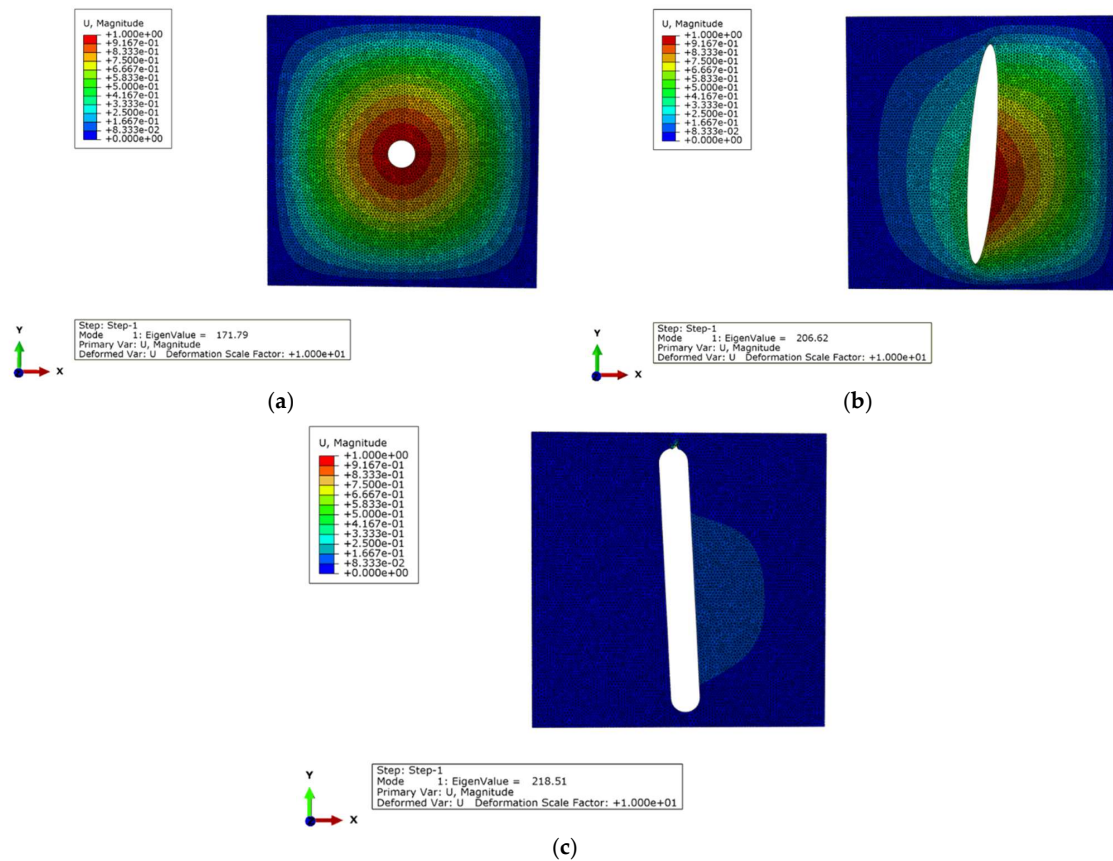 U, Magnitude
+1.000e+00
+9.167e-01
+8.333e-01
+7.500e-01
+6.667e-01
+5.833e-01
+5.000e-01
+4.167e-01
+3.333e-01
+2.500e-01
+1.667e-01
+8.333e-02
+0.000e+00
Y
X
Step: Step-1
Mode 1: EigenValue = 171.79
Primary Var: U, Magnitude
Deformed Var: U Deformation Scale Factor: +1.000e+01
(a)
U, Magnitude
+1.000e+00
+9.167e-01
+8.333e-01
+7.500e-01
+6.667e-01
+5.833e-01
+5.000e-01
+4.167e-01
+3.333e-01
+2.500e-01
+1.667e-01
+8.333e-02
+0.000e+00
Y
X
Step: Step-1
Mode 1: EigenValue = 206.62
Primary Var: U, Magnitude
Deformed Var: U Deformation Scale Factor: +1.000e+01
(b)
U, Magnitude
+1.000e+00
+9.167e-01
+8.333e-01
+7.500e-01
+6.667e-01
+5.833e-01
+5.000e-01
+4.167e-01
+3.333e-01
+2.500e-01
+1.667e-01
+8.333e-02
+0.000e+00
Y
X
Step: Step-1
Mode 1: EigenValue = 218.51
Primary Var: U, Magnitude
Deformed Var: U Deformation Scale Factor: +1.000e+01
(c)